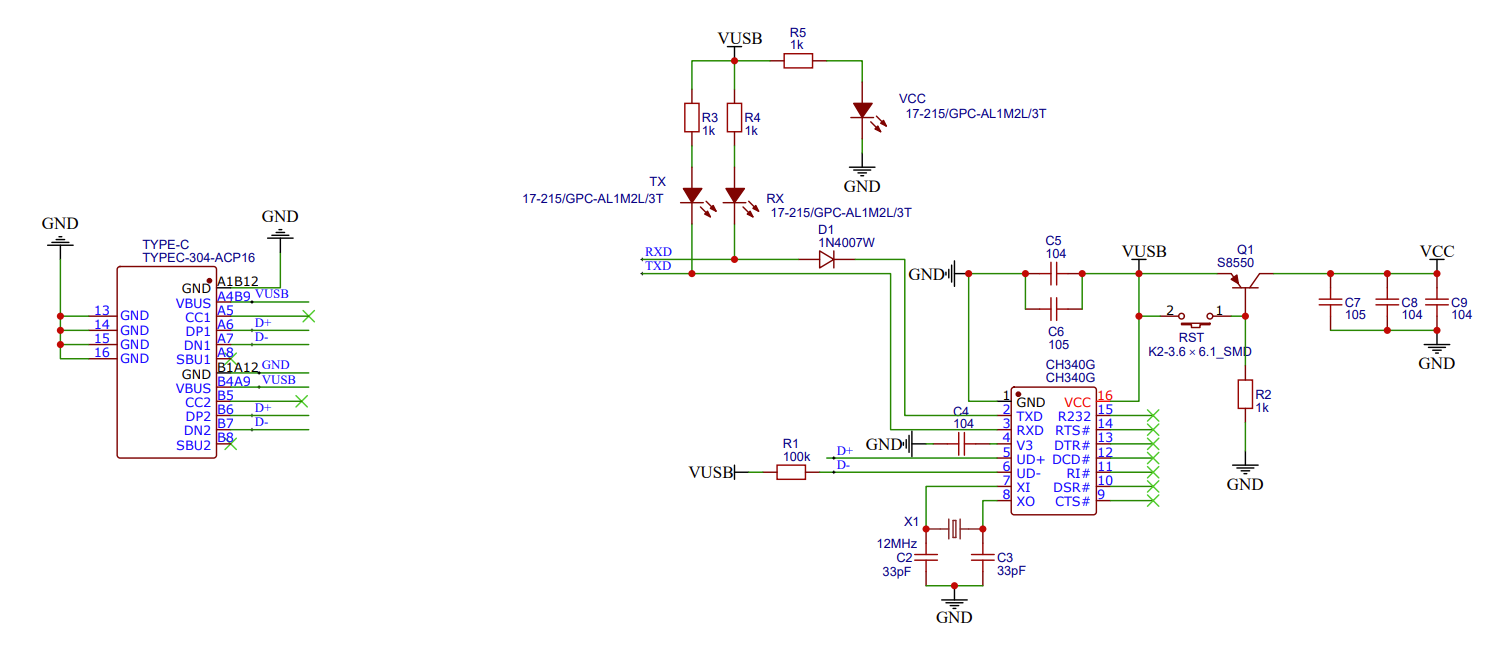 VUSB
R5
1k
R3
1k
R4
1k
VCC
17-215/GPC-AL1M2L/3T
GND
TX
17-215/GPC-AL1M2L/3T
RX
17-215/GPC-AL1M2L/3T
D1
1N4007W
RXD
TXD
GND
GND
TYPE-C
TYPEC-304-ACP16
13 GND
14 GND
15 GND
16 GND
GND A1B12
VBUS A4B9 VUSB
CC1 A5
DP1 A6 D+
DN1 A7 D-
SBU1 A8
GND B1A12 GND
VBUS B4A9 VUSB
CC2 B5
DP2 B6 D+
DN2 B7 D-
SBU2 B8
GND
C5
104
C6
105
VUSB
Q1
S8550
VCC
2 1
RST
K2-3.6×6.1_SMD
R2
1k
GND
C7
105
C8
104
C9
104
GND
CH340G
CH340G
1 GND VCC 16
2 TXD R232 15
3 RXD RTS# 14
4 V3 DTR# 13
5 UD+ DCD# 12
6 UD- RI# 11
7 XI DSR# 10
8 XO CTS# 9
C4
104
GND
D+
D-
R1
100k
VUSB
X1
12MHz
C2
33pF
C3
33pF
GND